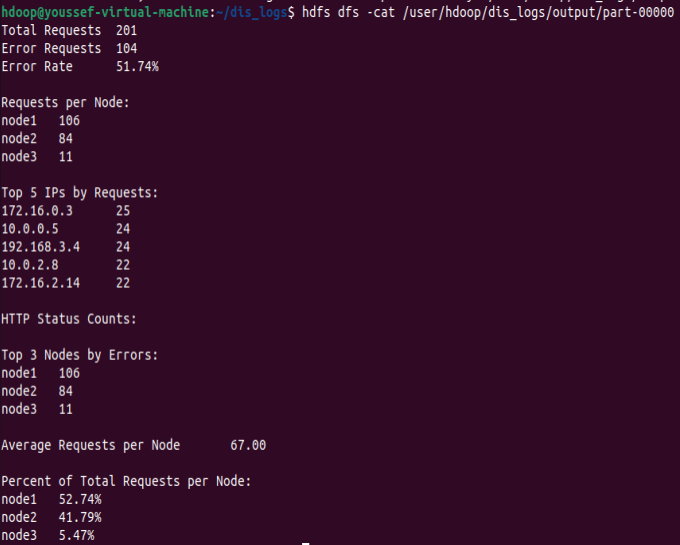 hdoop@youssef-virtual-machine:~/dis_logs$ hdfs dfs -cat /user/hdoop/dis_logs/output/part-00000
Total Requests  201
Error Requests  104
Error Rate      51.74%
Requests per Node:
node1   106
node2   84
node3   11
Top 5 IPs by Requests:
172.16.0.3      25
10.0.0.5        24
192.168.3.4     24
10.0.2.8        22
172.16.2.14     22
HTTP Status Counts:
Top 3 Nodes by Errors:
node1   106
node2   84
node3   11
Average Requests per Node       67.00
Percent of Total Requests per Node:
node1   52.74%
node2   41.79%
node3   5.47%